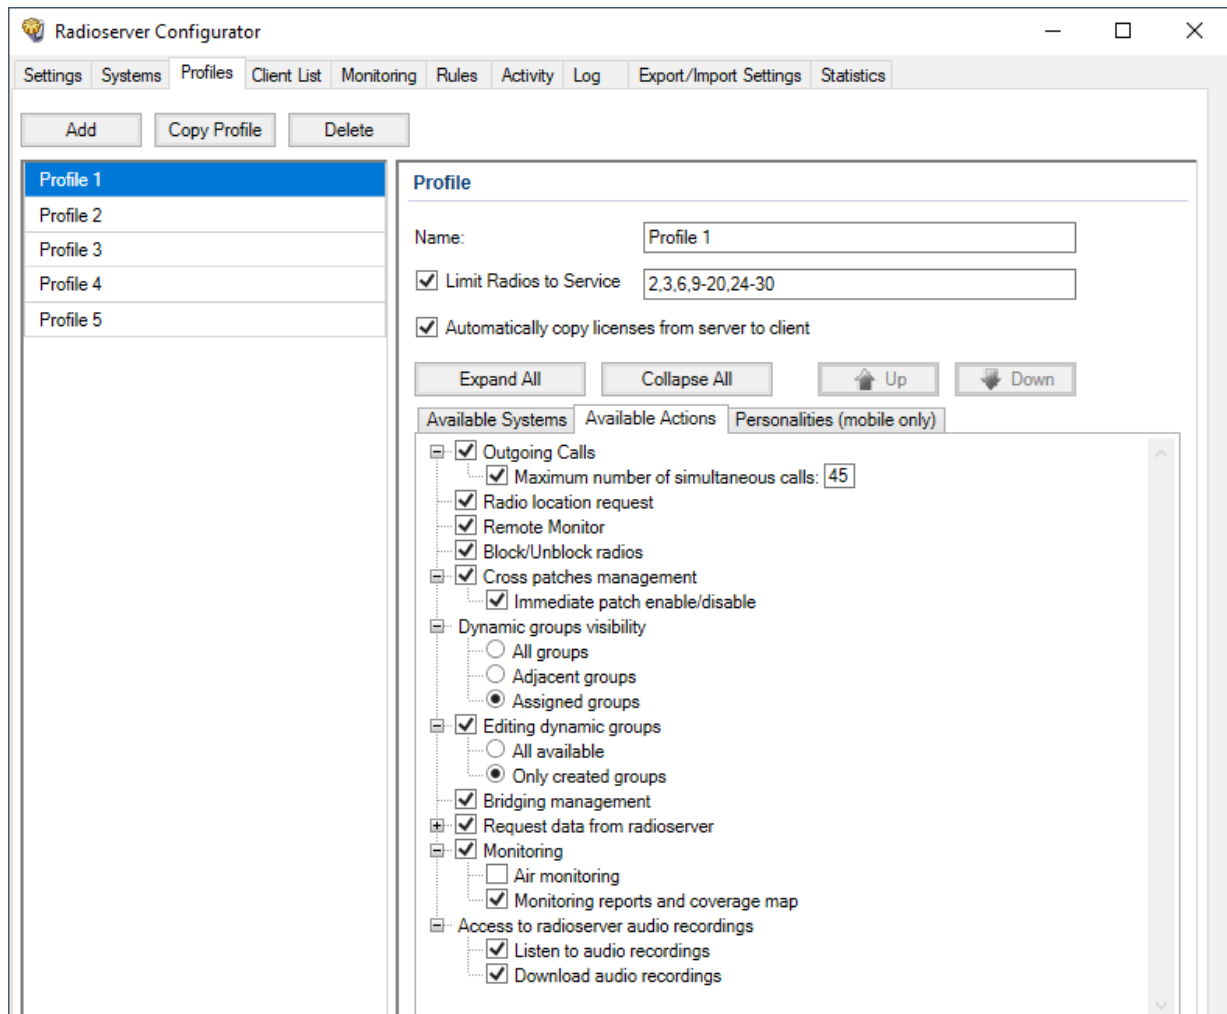 Radioserver Configurator
Settings Systems Profiles Client List Monitoring Rules Activity Log Export/Import Settings Statistics
Add Copy Profile Delete
Profile 1
Profile 2
Profile 3
Profile 4
Profile 5
Profile
Name: Profile 1
Limit Radios to Service 2,3,6,9-20,24-30
Automatically copy licenses from server to client
Expand All Collapse All Up Down
Available Systems Available Actions Personalities (mobile only)
Outgoing Calls
Maximum number of simultaneous calls: 45
Radio location request
Remote Monitor
Block/Unblock radios
Cross patches management
Immediate patch enable/disable
Dynamic groups visibility
All groups
Adjacent groups
Assigned groups
Editing dynamic groups
All available
Only created groups
Bridging management
Request data from radioserver
Monitoring
Air monitoring
Monitoring reports and coverage map
Access to radioserver audio recordings
Listen to audio recordings
Download audio recordings